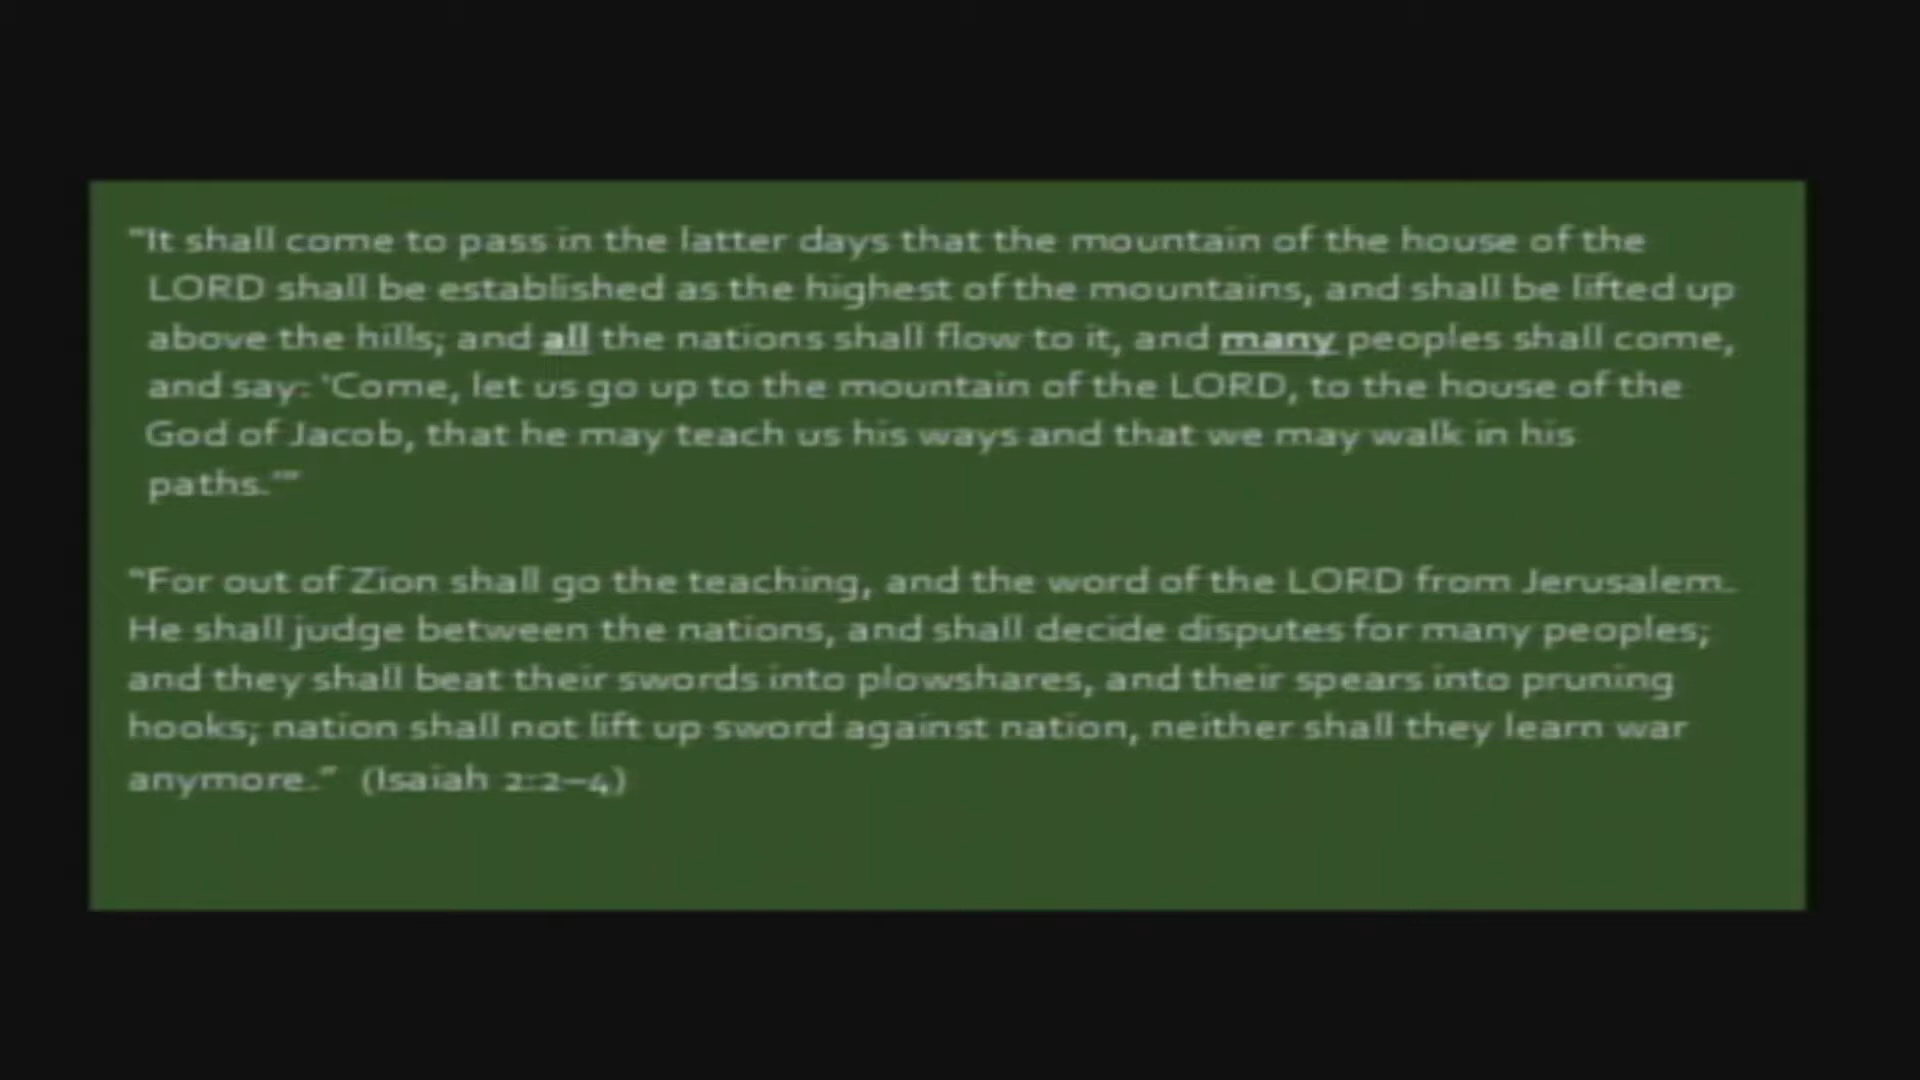 "It shall come to pass in the latter days that the mountain of the house of the
LORD shall be established as the highest of the mountains, and shall be lifted up
above the hills; and all the nations shall flow to it, and many peoples shall come,
and say: 'Come, let us go up to the mountain of the LORD, to the house of the
God of Jacob, that he may teach us his ways and that we may walk in his
paths.'"
"For out of Zion shall go the teaching, and the word of the LORD from Jerusalem.
He shall judge between the nations, and shall decide disputes for many peoples;
and they shall beat their swords into plowshares, and their spears into pruning
hooks; nation shall not lift up sword against nation, neither shall they learn war
anymore." (Isaiah 2:2–4)